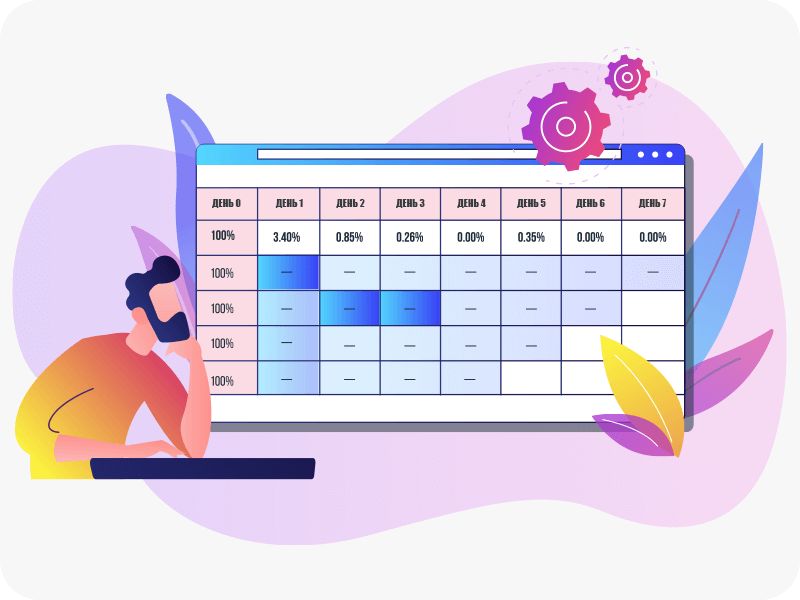 ДЕНЬ 0 ДЕНЬ 1 ДЕНЬ 2 ДЕНЬ 3 ДЕНЬ 4 ДЕНЬ 5 ДЕНЬ 6 ДЕНЬ 7
100% 3.40% 0.85% 0.26% 0.00% 0.35% 0.00% 0.00%
100% — — — — — — —
100% — — — — — —
100% — — — — —
100% — — — —